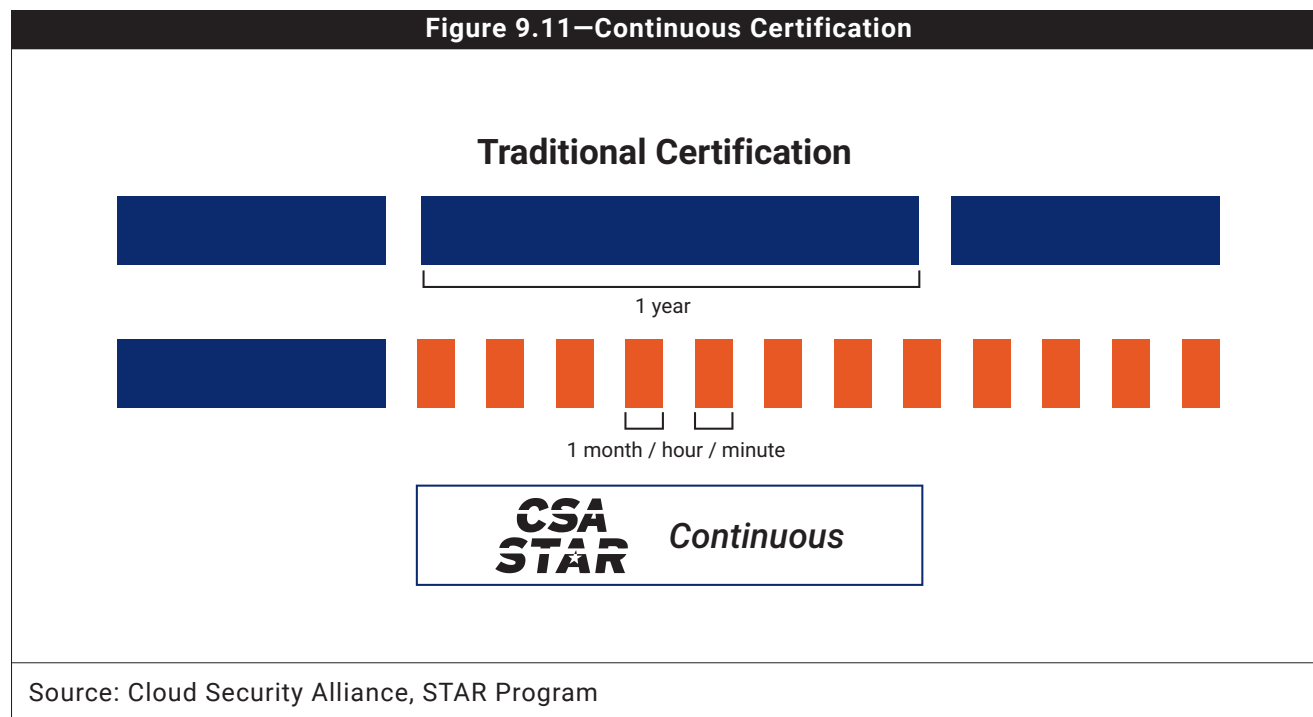 Figure 9.11—Continuous Certification
Traditional Certification
1 year
1 month / hour / minute
CSA
STAR
Continuous
Source: Cloud Security Alliance, STAR Program